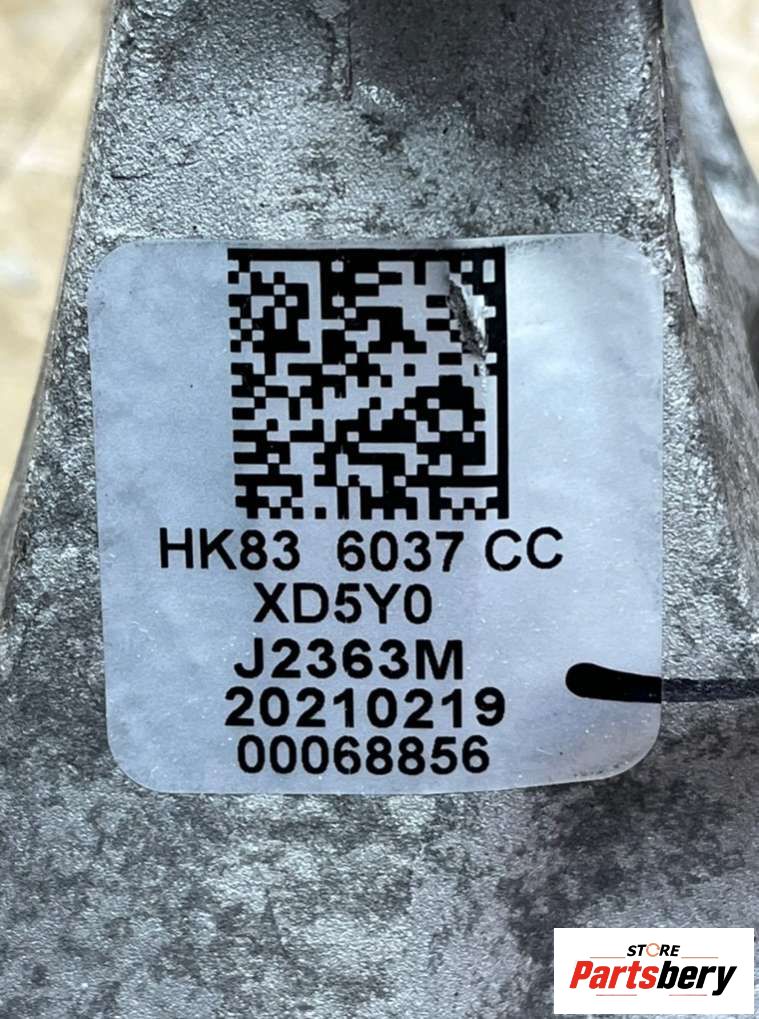 HK83 6037 CC
XD5Y0
J2363M
20210219
00068856
STORE
Partsbery